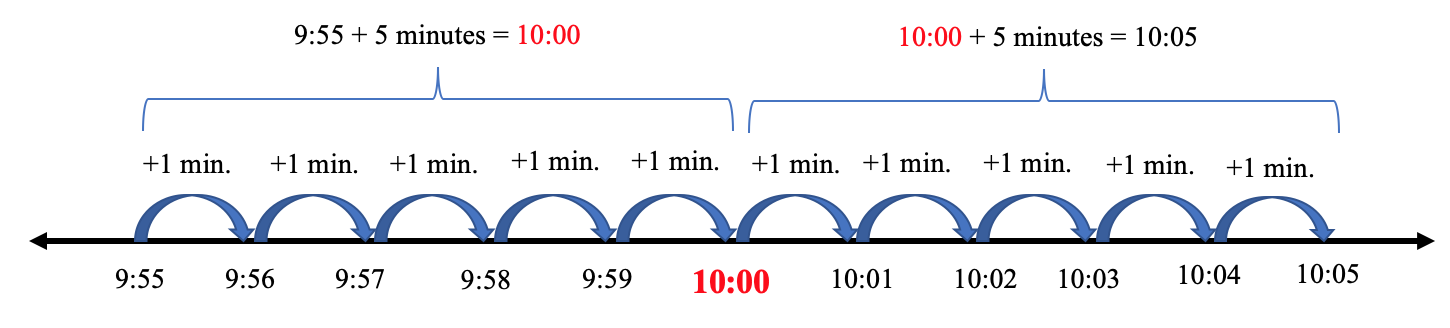 9:55 + 5 minutes = 10:00
10:00 + 5 minutes = 10:05
+1 min. +1 min. +1 min. +1 min. +1 min. +1 min. +1 min. +1 min. +1 min. +1 min.
9:55 9:56 9:57 9:58 9:59 10:00 10:01 10:02 10:03 10:04 10:05